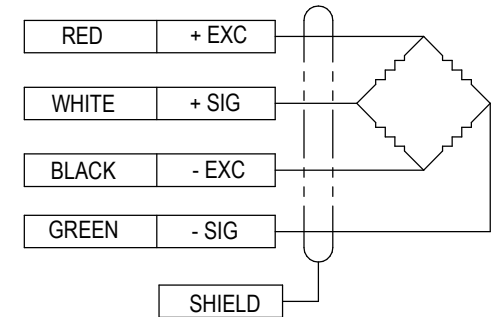 RED + EXC
WHITE + SIG
BLACK - EXC
GREEN - SIG
SHIELD